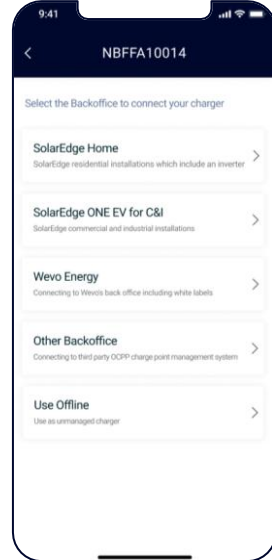 9:41
NBFFA10014
Select the Backoffice to connect your charger
SolarEdge Home
SolarEdge residential installations which include an inverter
SolarEdge ONE EV for C&I
SolarEdge commercial and industrial installations
Wevo Energy
Connecting to Wevo's back office including white labels
Other Backoffice
Connecting to third party OCPP charge point management system
Use Offline
Use as unmanaged charger